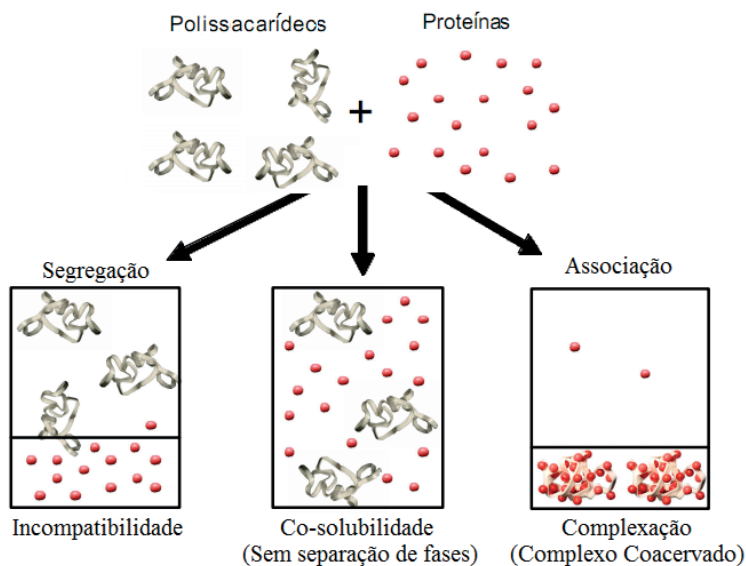 Polissacarídeos
Proteínas
+
Segregação
Associação
Incompatibilidade
Co-solubilidade
(Sem separação de fases)
Complexação
(Complexo Coacervado)